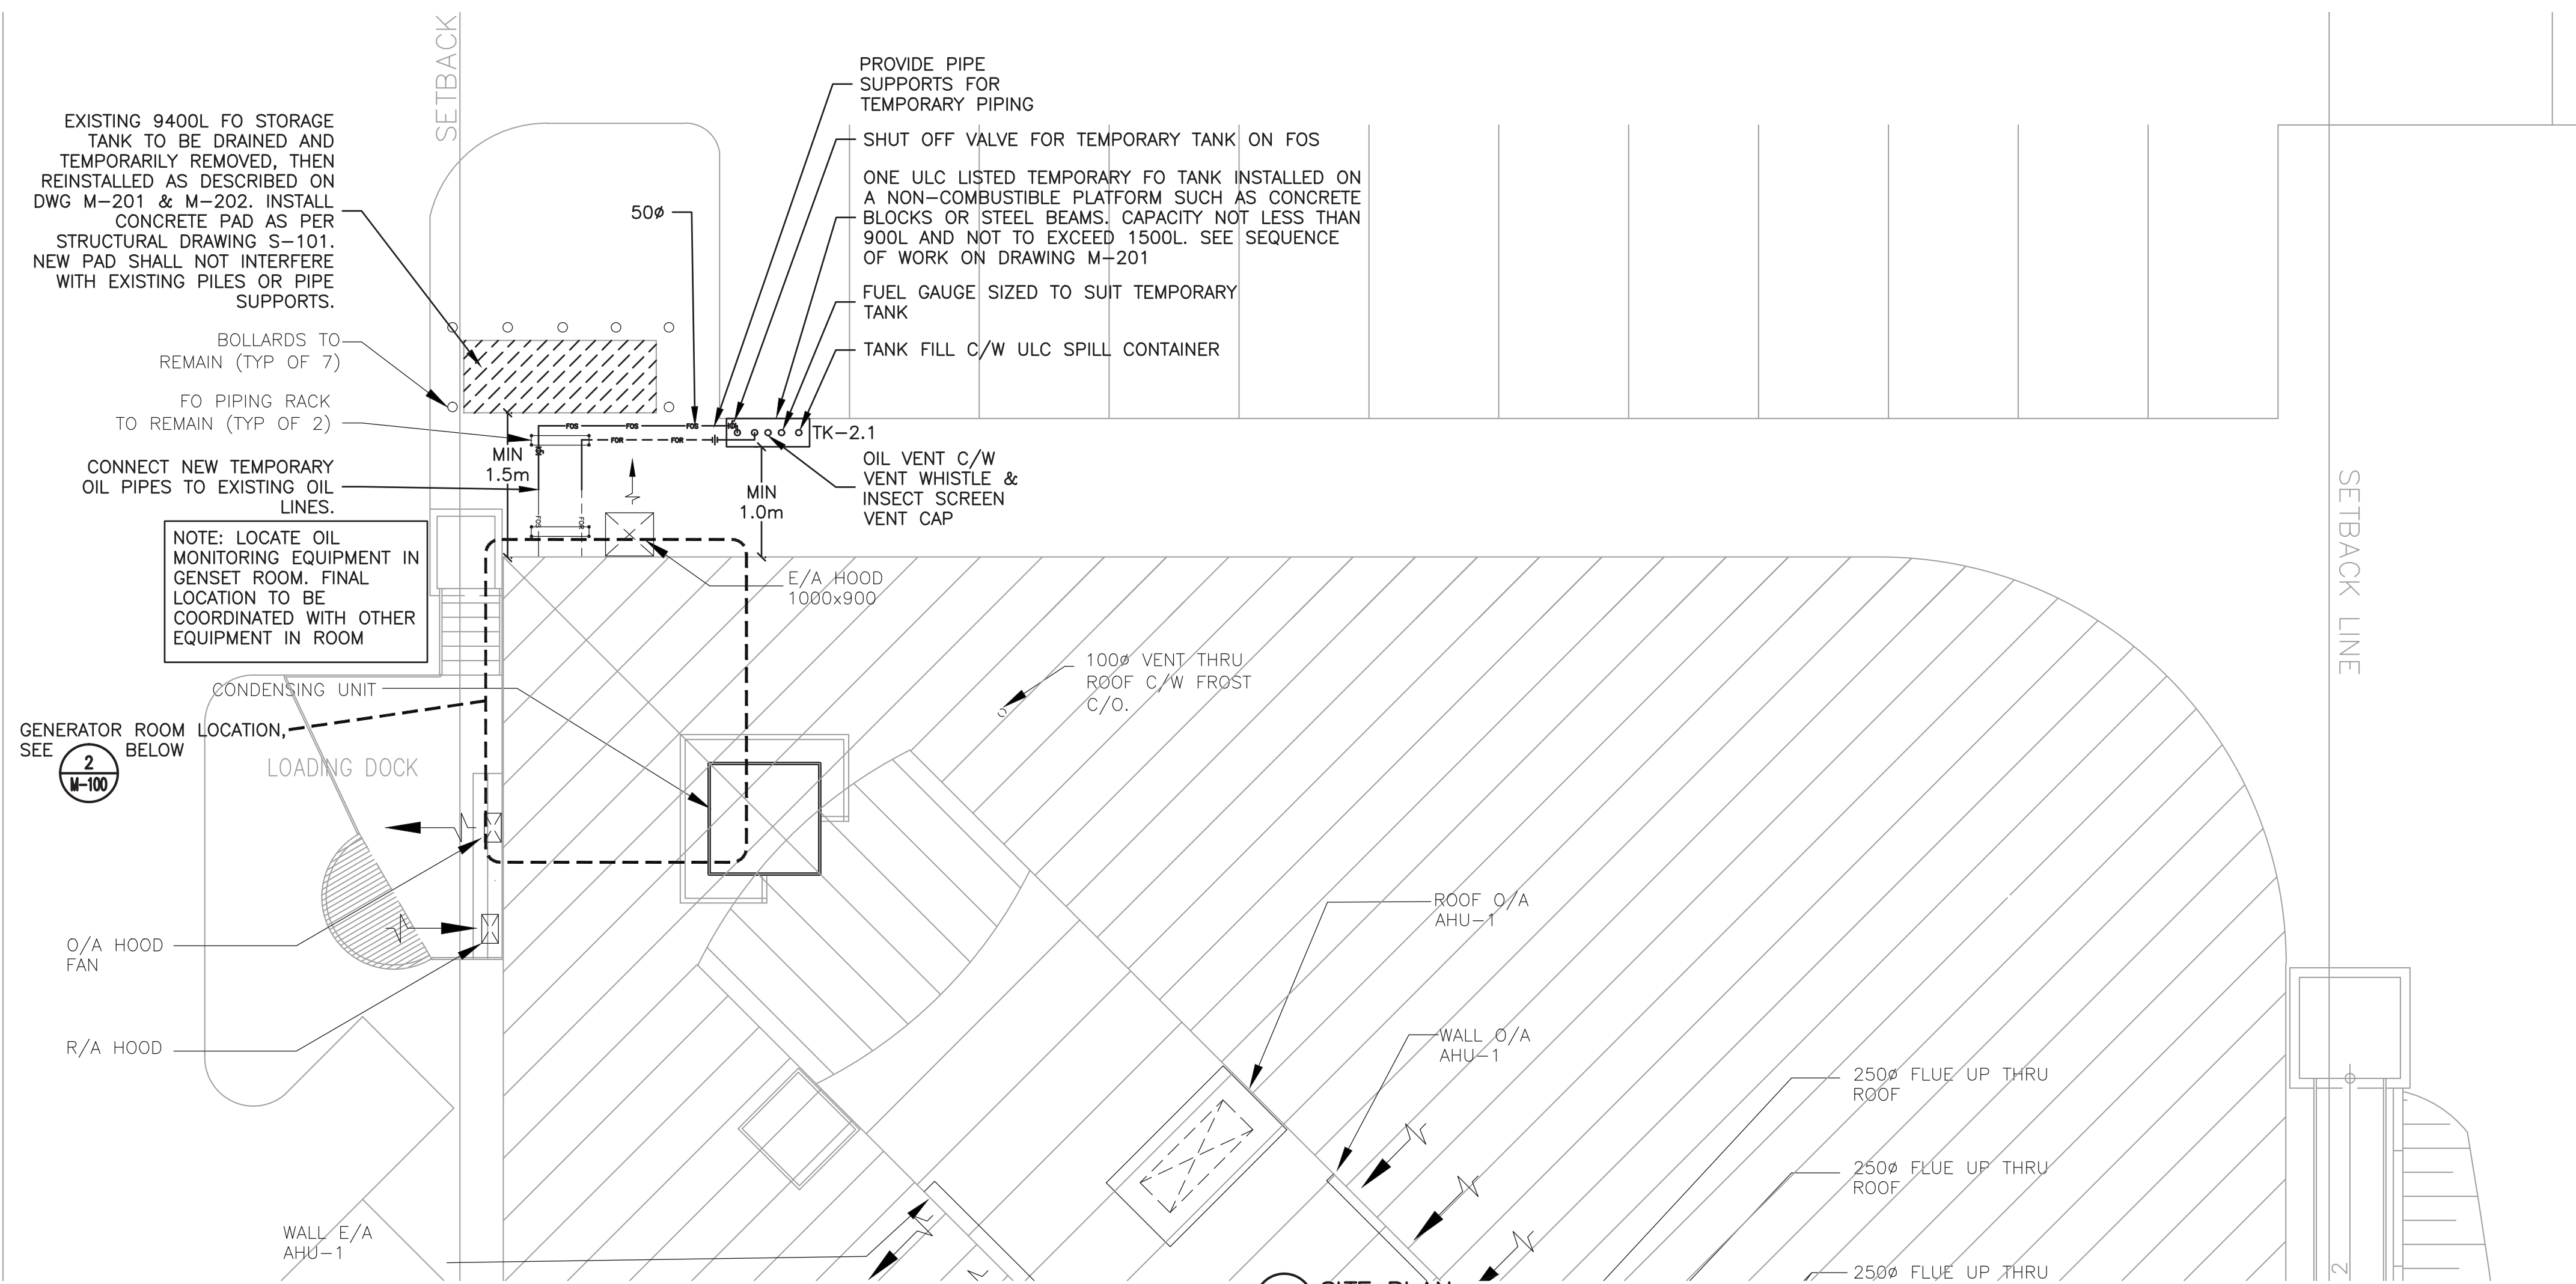 SETBACK
PROVIDE PIPE
SUPPORTS FOR
TEMPORARY PIPING
EXISTING 9400L FO STORAGE
TANK TO BE DRAINED AND
TEMPORARILY REMOVED, THEN
REINSTALLED AS DESCRIBED ON
DWG M-201 & M-202. INSTALL
CONCRETE PAD AS PER
STRUCTURAL DRAWING S-101.
NEW PAD SHALL NOT INTERFERE
WITH EXISTING PILES OR PIPE
SUPPORTS.
SHUT OFF VALVE FOR TEMPORARY TANK ON FOS
ONE ULC LISTED TEMPORARY FO TANK INSTALLED ON
A NON-COMBUSTIBLE PLATFORM SUCH AS CONCRETE
BLOCKS OR STEEL BEAMS. CAPACITY NOT LESS THAN
900L AND NOT TO EXCEED 1500L. SEE SEQUENCE
OF WORK ON DRAWING M-201
50ø
FUEL GAUGE SIZED TO SUIT TEMPORARY
TANK
TANK FILL C/W ULC SPILL CONTAINER
BOLLARDS TO
REMAIN (TYP OF 7)
FO PIPING RACK
TO REMAIN (TYP OF 2)
FOS
FOS
FOS
FOR
FOR
TK-2.1
CONNECT NEW TEMPORARY
OIL PIPES TO EXISTING OIL
LINES.
MIN
1.5m
MIN
1.0m
OIL VENT C/W
VENT WHISTLE &
INSECT SCREEN
VENT CAP
FOS
FOR
SETBACK LINE
NOTE: LOCATE OIL
MONITORING EQUIPMENT IN
GENSET ROOM. FINAL
LOCATION TO BE
COORDINATED WITH OTHER
EQUIPMENT IN ROOM
E/A HOOD
1000x900
100ø VENT THRU
ROOF C/W FROST
C/O.
CONDENSING UNIT
GENERATOR ROOM LOCATION,
SEE 2 BELOW
M-100
LOADING DOCK
O/A HOOD
FAN
R/A HOOD
ROOF O/A
AHU-1
WALL O/A
AHU-1
250ø FLUE UP THRU
ROOF
250ø FLUE UP THRU
ROOF
WALL E/A
AHU-1
250ø FLUE UP THRU
2
SITE PLAN